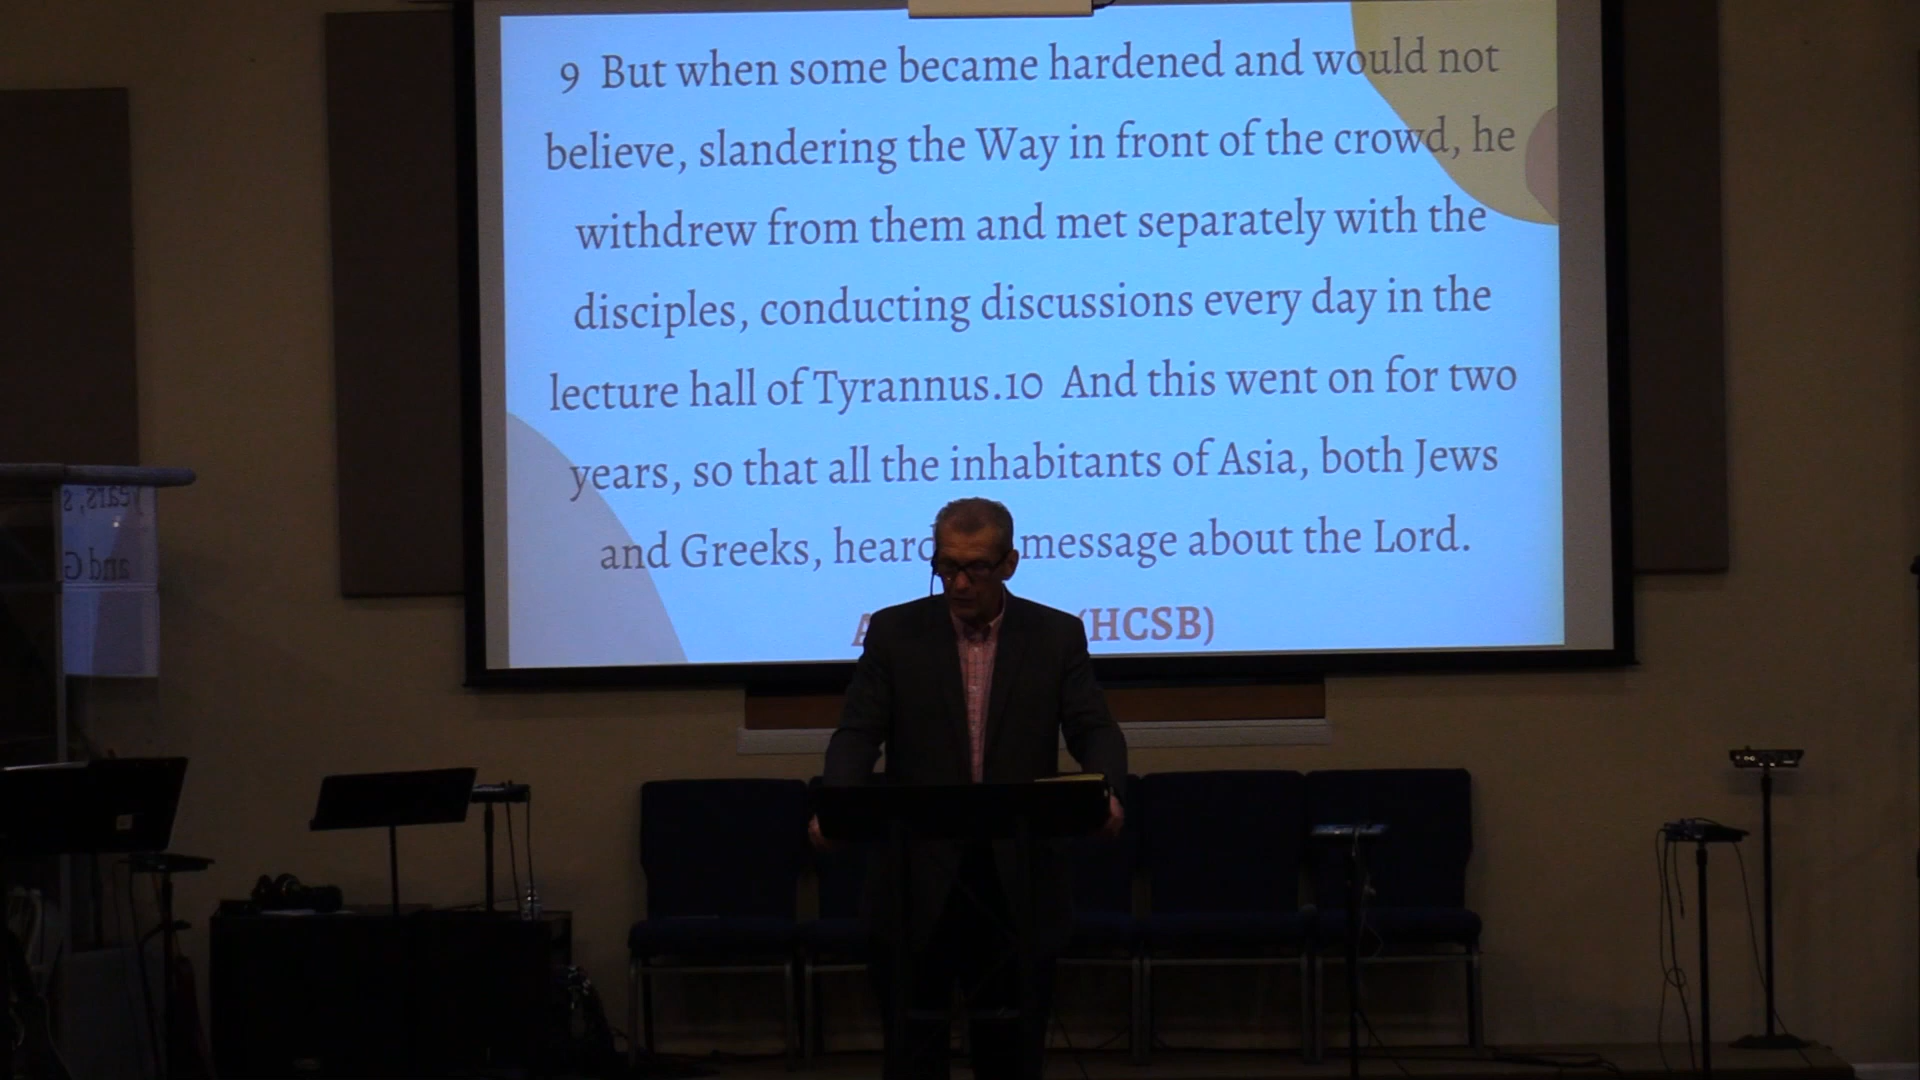 9 But when some became hardened and would not
believe, slandering the Way in front of the crowd, he
withdrew from them and met separately with the
disciples, conducting discussions every day in the
lecture hall of Tyrannus.10 And this went on for two
years, so that all the inhabitants of Asia, both Jews
and Greeks, heard message about the Lord.
(HCSB)
years, s
and G